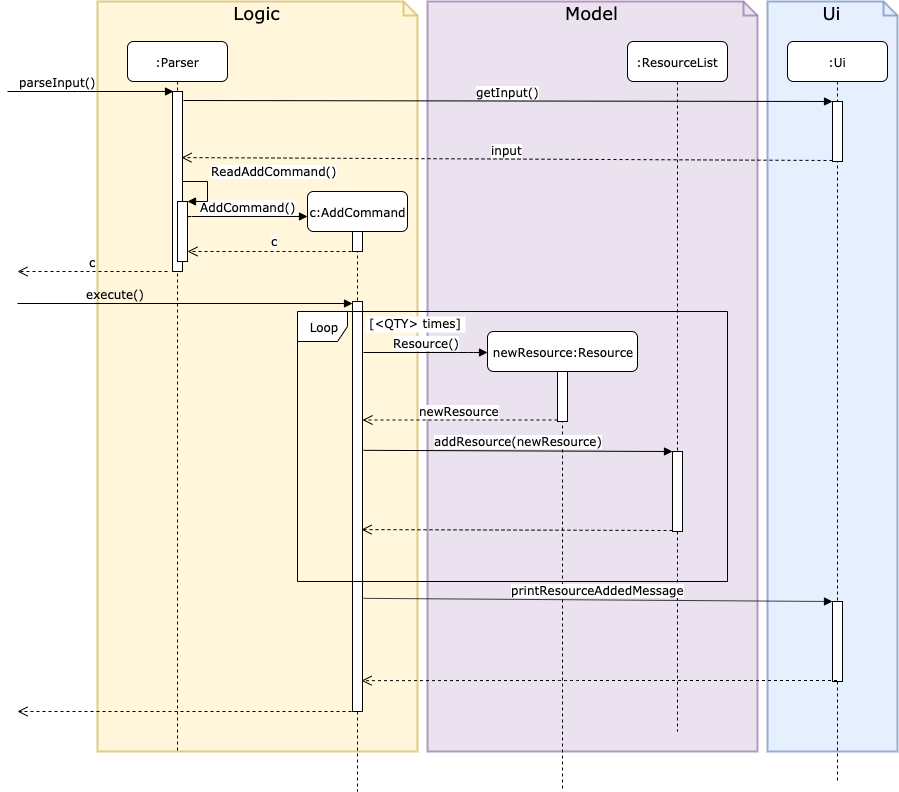 Logic
Model
Ui
:Parser
:ResourceList
:Ui
parseInput()
getInput()
input
ReadAddCommand()
AddCommand()
c:AddCommand
c
c
execute()
Loop
[<QTY> times]
Resource()
newResource:Resource
newResource
addResource(newResource)
printResourceAddedMessage